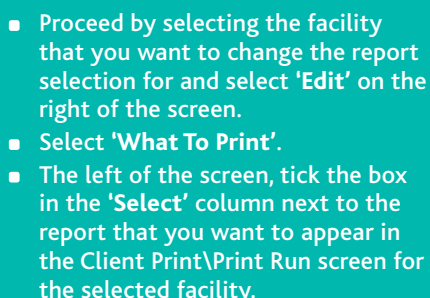 ▪ Proceed by selecting the facility
that you want to change the report
selection for and select ‘Edit’ on the
right of the screen.
▪ Select ‘What To Print’.
▪ The left of the screen, tick the box
in the ‘Select’ column next to the
report that you want to appear in
the Client Print\Print Run screen for
the selected facility.